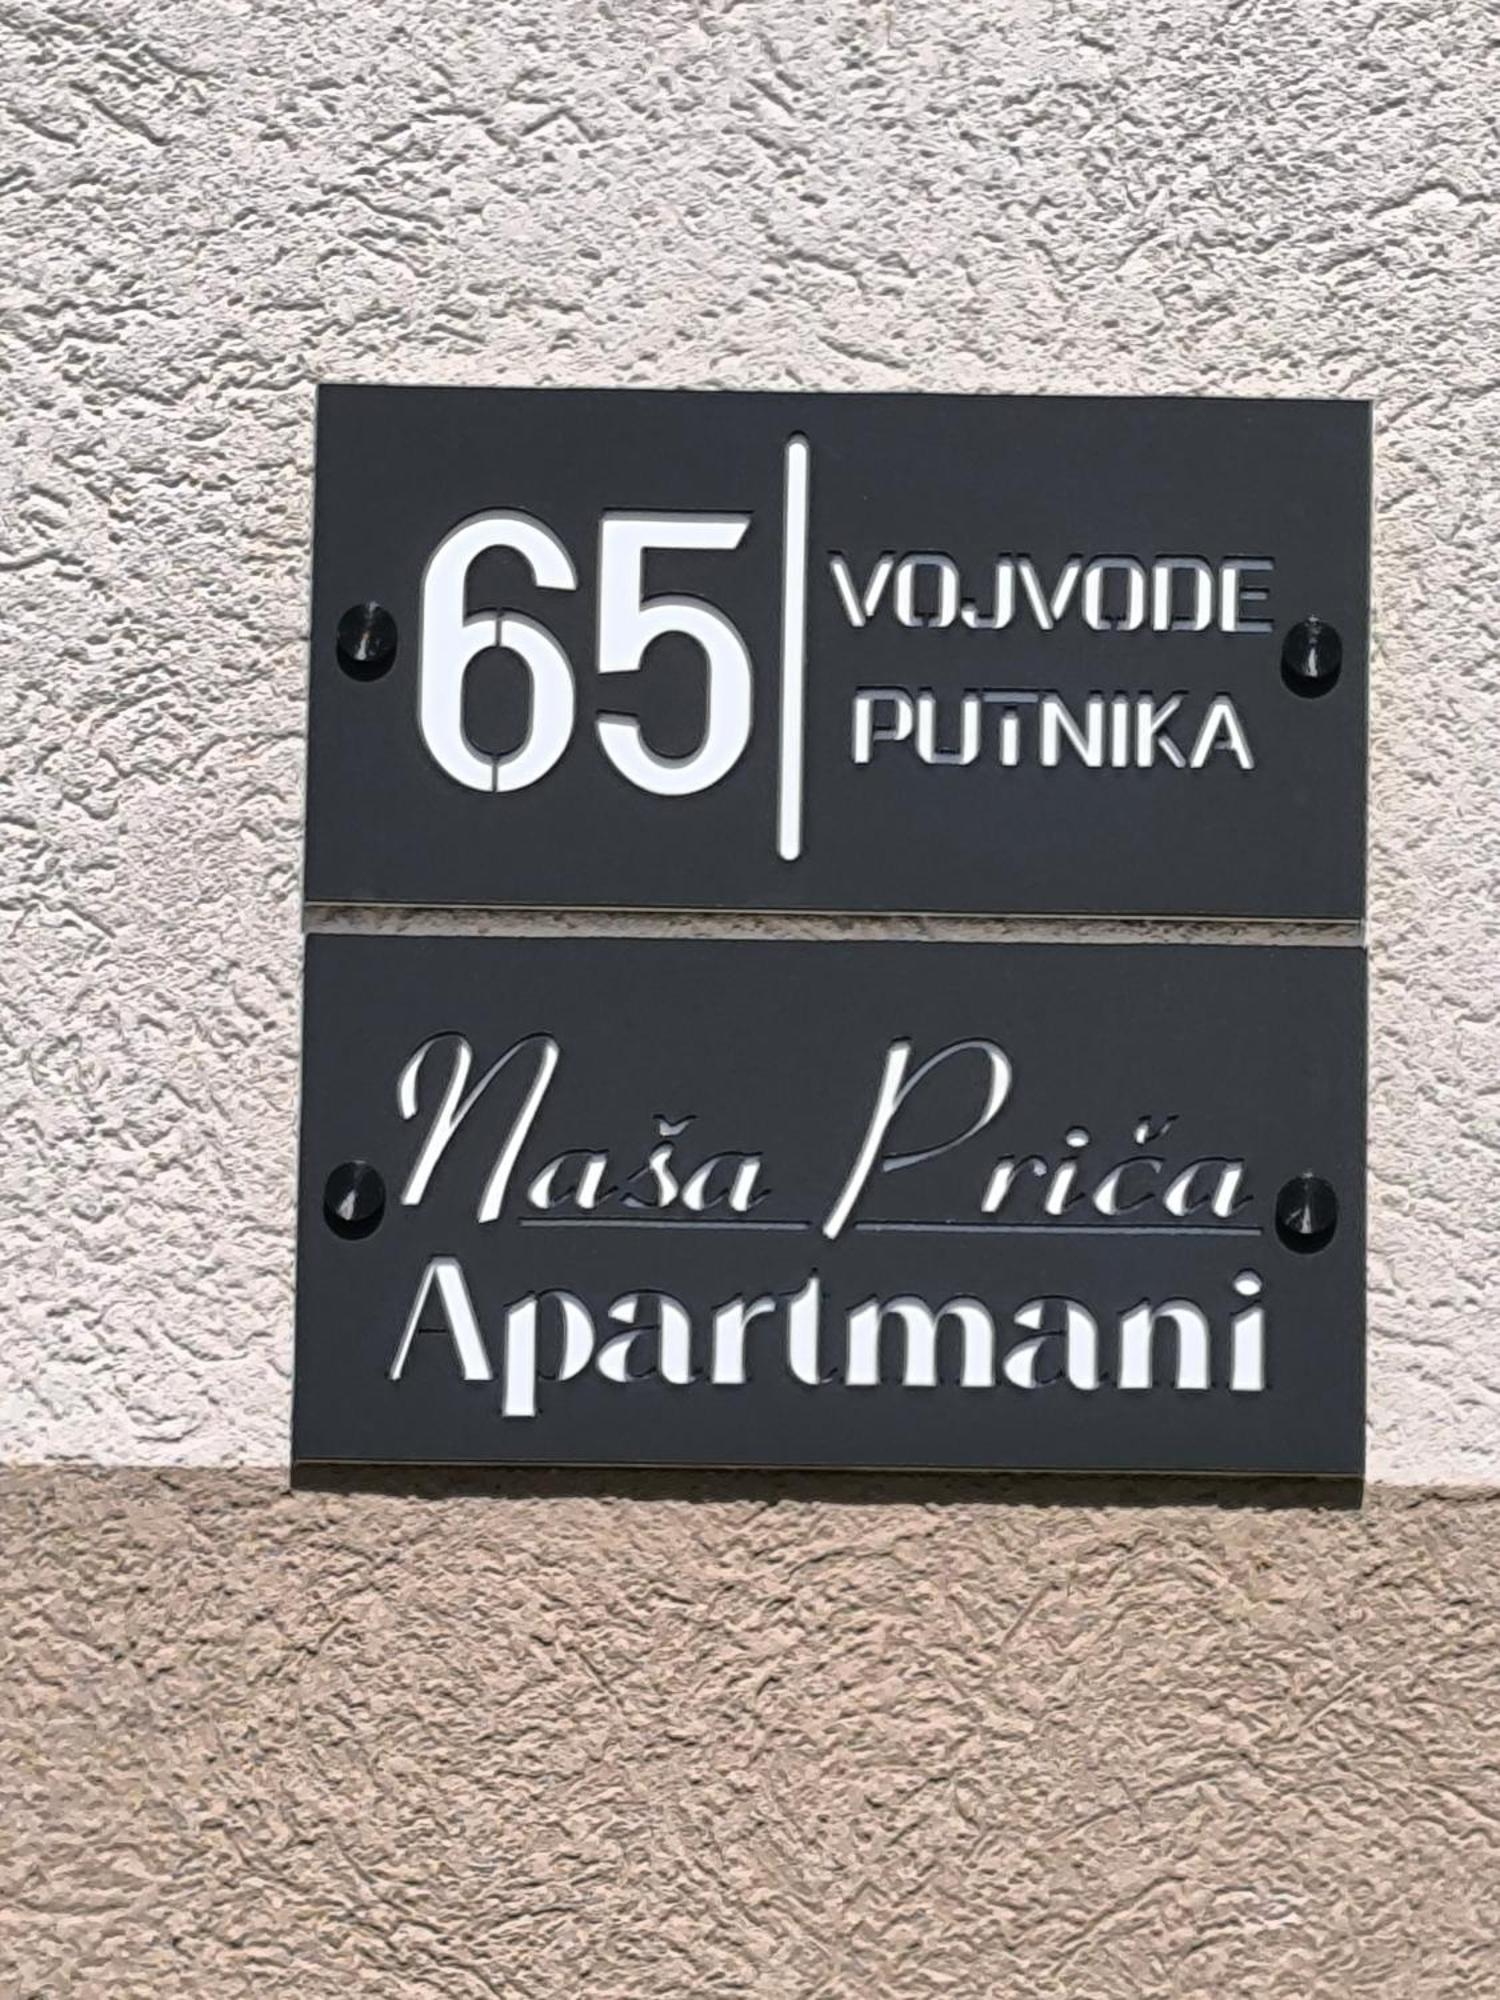 65
VOJVODE
PUTNIKA
Naša Priča
Apartmani